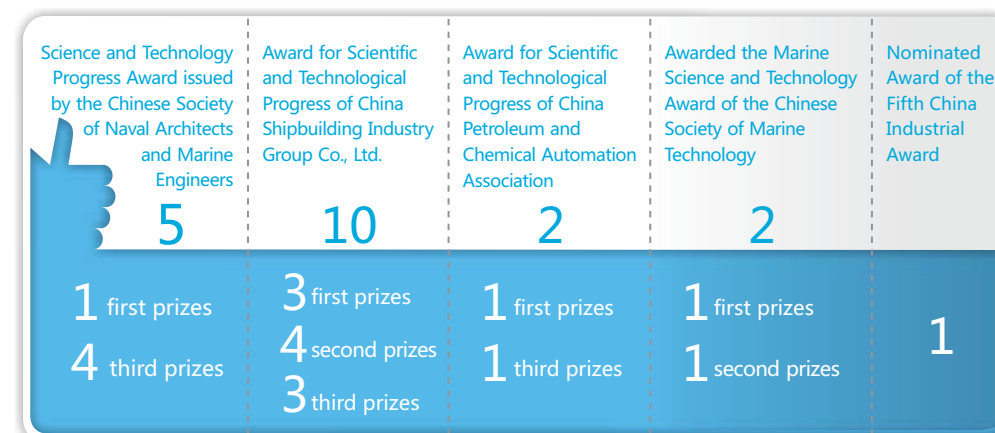 Science and Technology
Progress Award issued
by the Chinese Society
of Naval Architects
and Marine
Engineers
5
1 first prizes
4 third prizes
Award for Scientific
and Technological
Progress of China
Shipbuilding Industry
Group Co., Ltd.
10
3 first prizes
4 second prizes
3 third prizes
Award for Scientific
and Technological
Progress of China
Petroleum and
Chemical Automation
Association
2
1 first prizes
1 third prizes
Awarded the Marine
Science and Technology
Award of the Chinese
Society of Marine
Technology
2
1 first prizes
1 second prizes
Nominated
Award of the
Fifth China
Industrial
Award
1